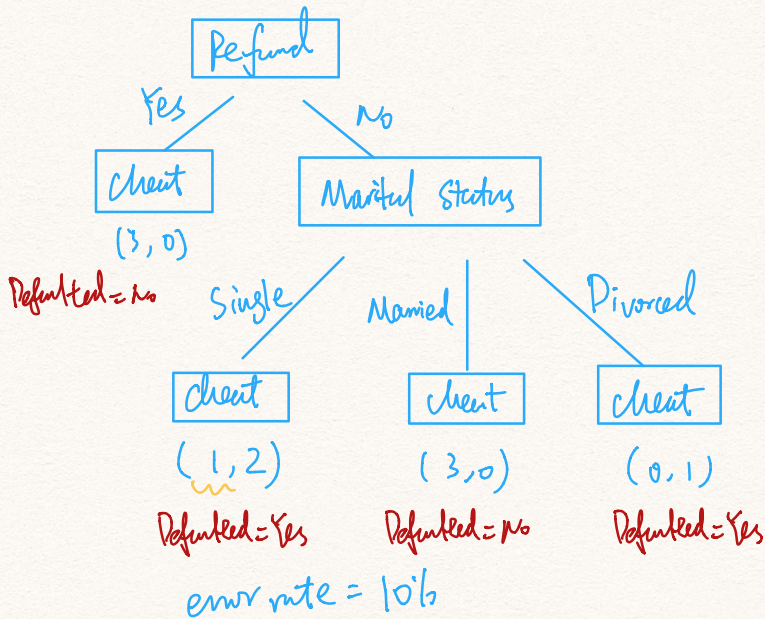 Refund
Yes
No
Cheat
Marital Status
(3,0)
Defaulted=No
Single
Married
Divorced
Cheat
Cheat
Cheat
(1,2)
(3,0)
(0,1)
Defaulted=Yes
Defaulted=No
Defaulted=Yes
error rate = 10%